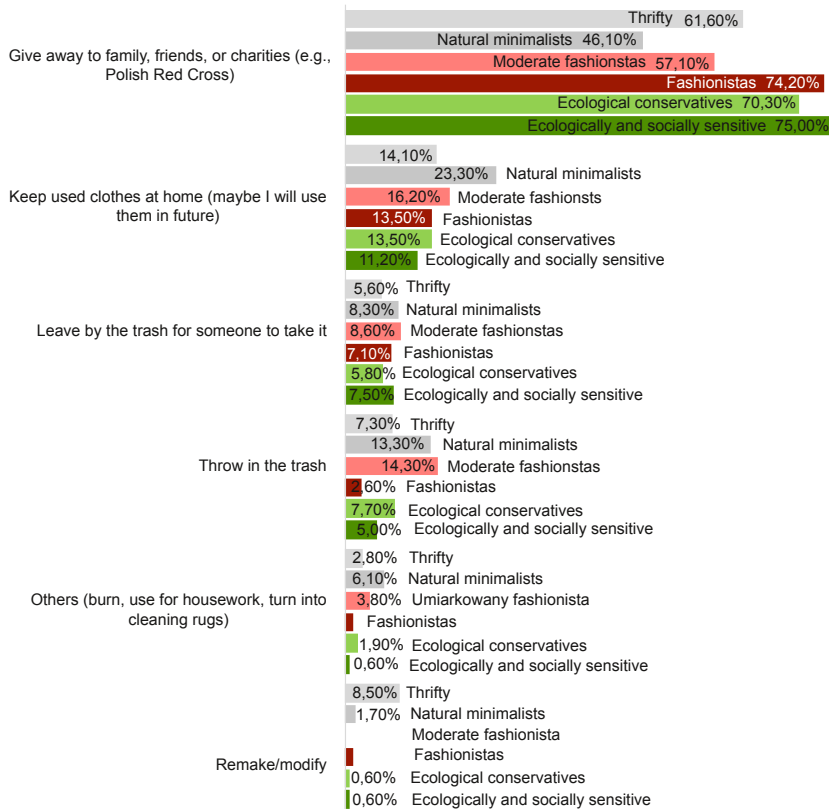 Thrifty 61,60%
Natural minimalists 46,10%
Give away to family, friends, or charities (e.g.,
Polish Red Cross)
Moderate fashionstas 57,10%
Fashionistas 74,20%
Ecological conservatives 70,30%
Ecologically and socially sensitive 75,00%
14,10%
23,30% Natural minimalists
Keep used clothes at home (maybe I will use
them in future)
16,20% Moderate fashionsts
13,50% Fashionistas
13,50% Ecological conservatives
11,20% Ecologically and socially sensitive
5,60% Thrifty
8,30% Natural minimalists
Leave by the trash for someone to take it
8,60% Moderate fashionstas
7,10% Fashionistas
5,80% Ecological conservatives
7,50% Ecologically and socially sensitive
7,30% Thrifty
13,30% Natural minimalists
Throw in the trash
14,30% Moderate fashionstas
2,60% Fashionistas
7,70% Ecological conservatives
5,00% Ecologically and socially sensitive
2,80% Thrifty
6,10% Natural minimalists
Others (burn, use for housework, turn into
cleaning rugs)
3,80% Umiarkowany fashionista
Fashionistas
1,90% Ecological conservatives
0,60% Ecologically and socially sensitive
8,50% Thrifty
1,70% Natural minimalists
Moderate fashionista
Remake/modify
Fashionistas
0,60% Ecological conservatives
0,60% Ecologically and socially sensitive